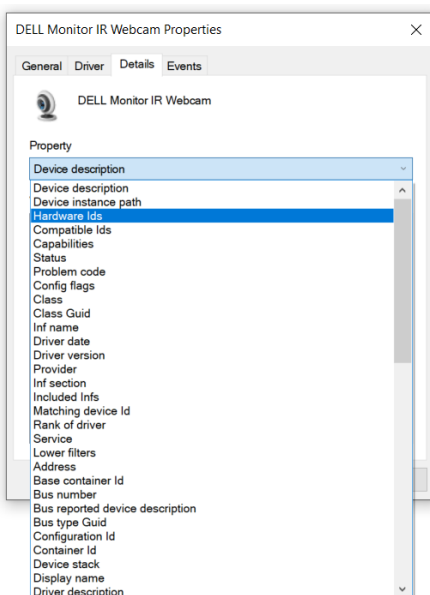 DELL Monitor IR Webcam Properties
General Driver Details Events
DELL Monitor IR Webcam
Property
Device description
Device description
Device instance path
Hardware Ids
Compatible Ids
Capabilities
Status
Problem code
Config flags
Class
Class Guid
Inf name
Driver date
Driver version
Provider
Inf section
Included Infs
Matching device Id
Rank of driver
Service
Lower filters
Address
Base container Id
Bus number
Bus reported device description
Bus type Guid
Configuration Id
Container Id
Device stack
Display name
Driver description